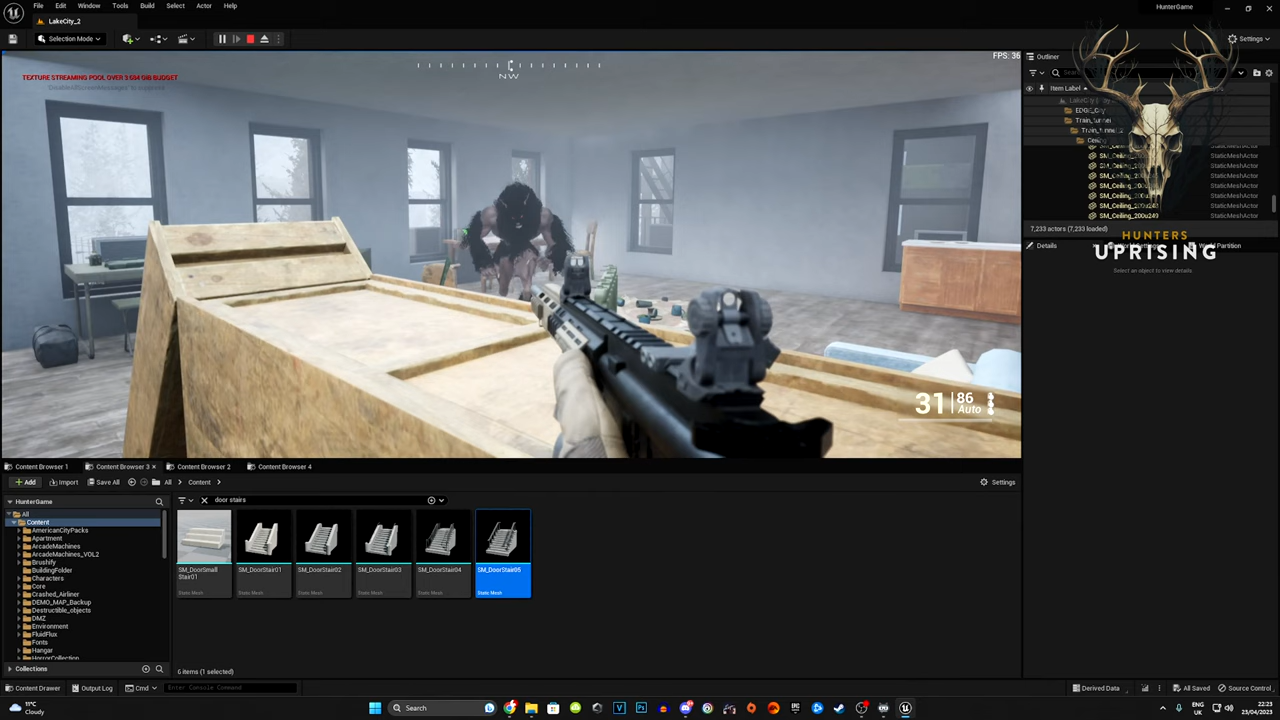 File Edit Window Tools Build Select Actor Help
HunterGame
LakeCity_2
Selection Mode
Settings
FPS: 36
TEXTURE STREAMING POOL OVER
BUDGET
NW
31 | 86
Auto
Outliner
Item Label
EDGE_City
StaticMeshActor
StaticMeshActor
StaticMeshActor
StaticMeshActor
StaticMeshActor
StaticMeshActor
SM_Ceiling_200u249 StaticMeshActor
7,233 actors (7,233 loaded)
Details
World Partition
HUNTERS
UPRISING
Select an object to view details
Content Browser 1
Content Browser 3
Content Browser 2
Content Browser 4
Add Import Save All All Content
Settings
HunterGame
door stairs
All
Content
AmericanCityPacks
Apartment
ArcadeMachines
ArcadeMachines_VOL2
Brushify
BuildingFolder
Characters
Core
Crashed_Airliner
DEMO_MAP_Backup
Destructible_objects
DMZ
Environment
FluidFlux
Fonts
Hangar
HorrorCollection
SM_DoorSmall
Stair01
Static Mesh
SM_DoorStair01
Static Mesh
SM_DoorStair02
Static Mesh
SM_DoorStair03
Static Mesh
SM_DoorStair04
Static Mesh
SM_DoorStair05
Static Mesh
Collections
6 items (1 selected)
Content Drawer Output Log Cmd Enter Console Command
Derived Data All Saved Source Control
11°C
Cloudy
Search
ENG
UK
22:23
23/04/2023